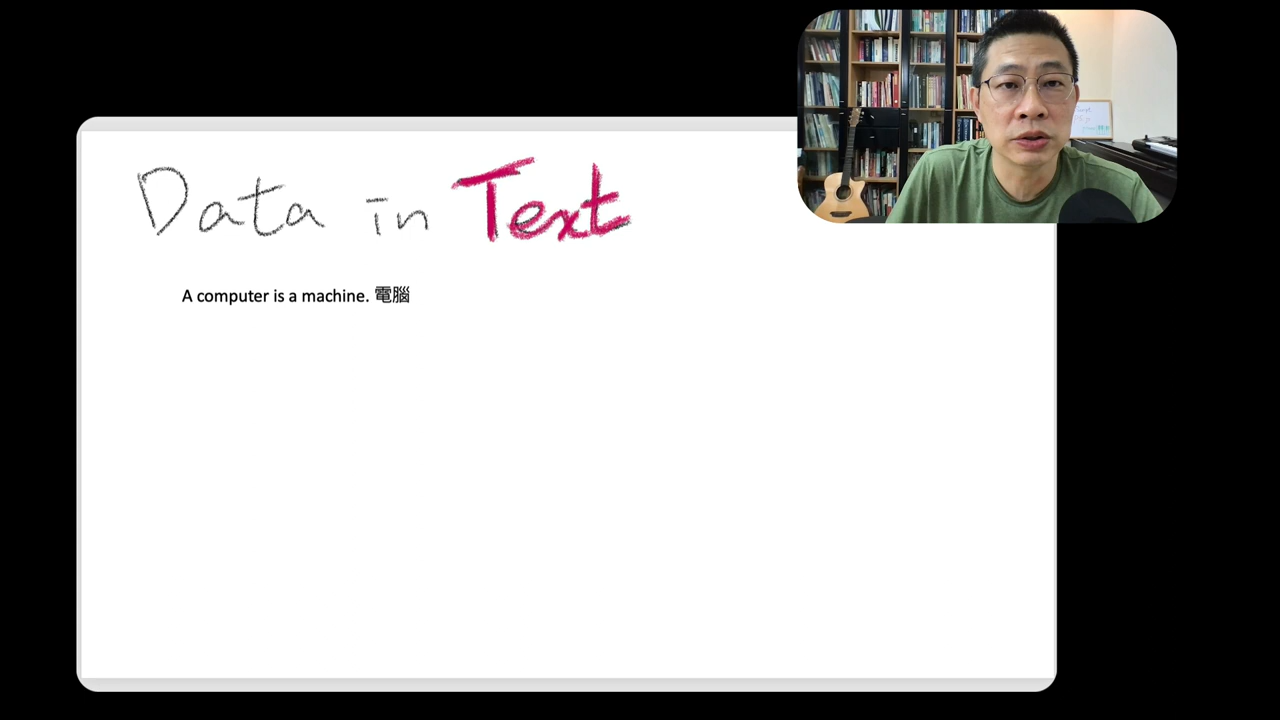 Data in Text
A computer is a machine. 電腦